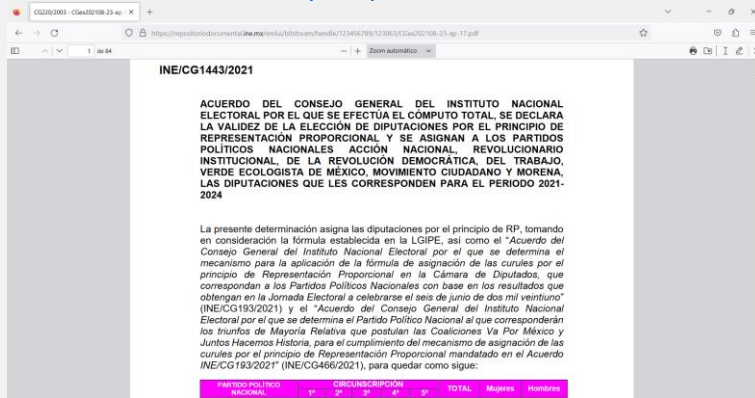 CG220/2003 - CGex202108-23-ap
https://repositoriodocumental.ine.mx/xmlui/bitstream/handle/123456789/123063/CGex202108-23-ap-17.pdf
1 de 84
Zoom automático
INE/CG1443/2021
ACUERDO DEL CONSEJO GENERAL DEL INSTITUTO NACIONAL
ELECTORAL POR EL QUE SE EFECTÚA EL CÓMPUTO TOTAL, SE DECLARA
LA VALIDEZ DE LA ELECCIÓN DE DIPUTACIONES POR EL PRINCIPIO DE
REPRESENTACIÓN PROPORCIONAL Y SE ASIGNAN A LOS PARTIDOS
POLÍTICOS NACIONALES ACCIÓN NACIONAL, REVOLUCIONARIO
INSTITUCIONAL, DE LA REVOLUCIÓN DEMOCRÁTICA, DEL TRABAJO,
VERDE ECOLOGISTA DE MÉXICO, MOVIMIENTO CIUDADANO Y MORENA,
LAS DIPUTACIONES QUE LES CORRESPONDEN PARA EL PERIODO 2021-
2024
La presente determinación asigna las diputaciones por el principio de RP, tomando
en consideración la fórmula establecida en la LGIPE, así como el "Acuerdo del
Consejo General del Instituto Nacional Electoral por el que se determina el
mecanismo para la aplicación de la fórmula de asignación de las curules por el
principio de Representación Proporcional en la Cámara de Diputados, que
correspondan a los Partidos Políticos Nacionales con base en los resultados que
obtengan en la Jornada Electoral a celebrarse el seis de junio de dos mil veintiuno"
(INE/CG193/2021) y el "Acuerdo del Consejo General del Instituto Nacional
Electoral por el que se determina el Partido Político Nacional al que corresponderán
los triunfos de Mayoría Relativa que postulan las Coaliciones Va Por México y
Juntos Hacemos Historia, para el cumplimiento del mecanismo de asignación de las
curules por el principio de Representación Proporcional mandatado en el Acuerdo
INE/CG193/2021" (INE/CG466/2021), para quedar como sigue:
PARTIDO POLÍTICO NACIONAL CIRCUNSCRIPCIÓN TOTAL Mujeres Hombres
1ª 2ª 3ª 4ª 5ª